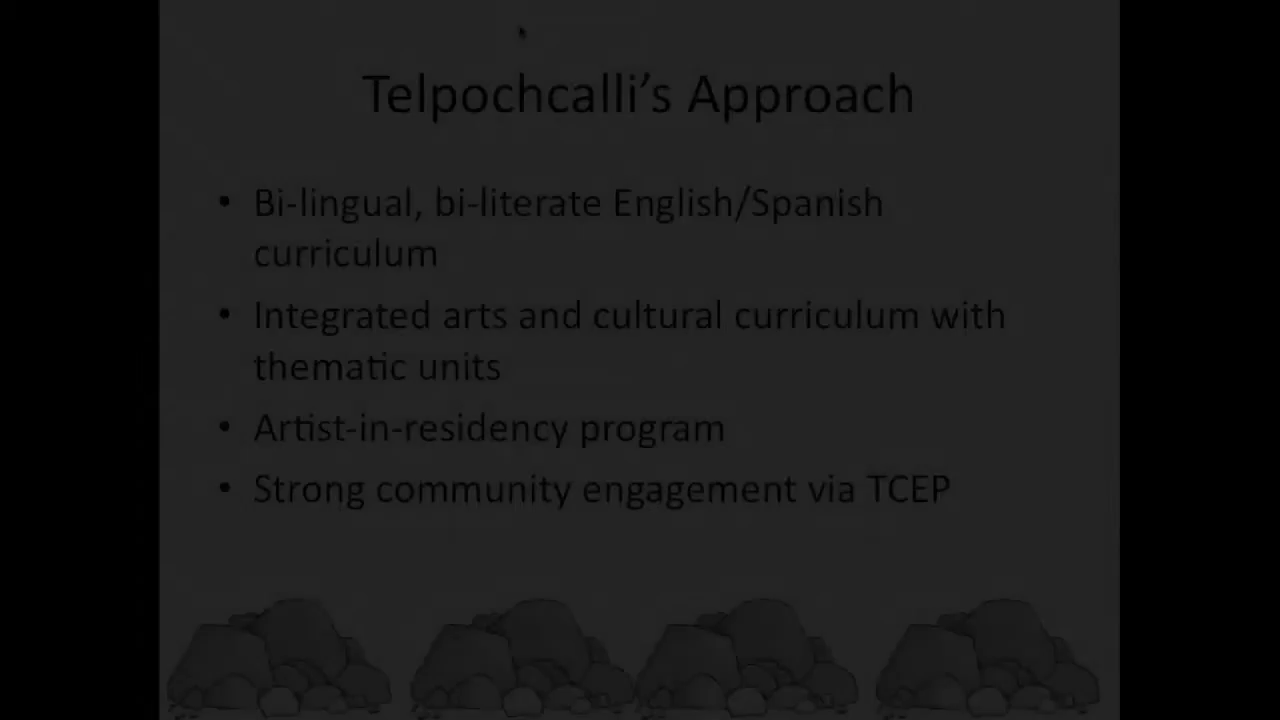 Telpochcalli's Approach
• Bi-lingual, bi-literate English/Spanish
curriculum
• Integrated arts and cultural curriculum with
thematic units
• Artist-in-residency program
• Strong community engagement via TCEP